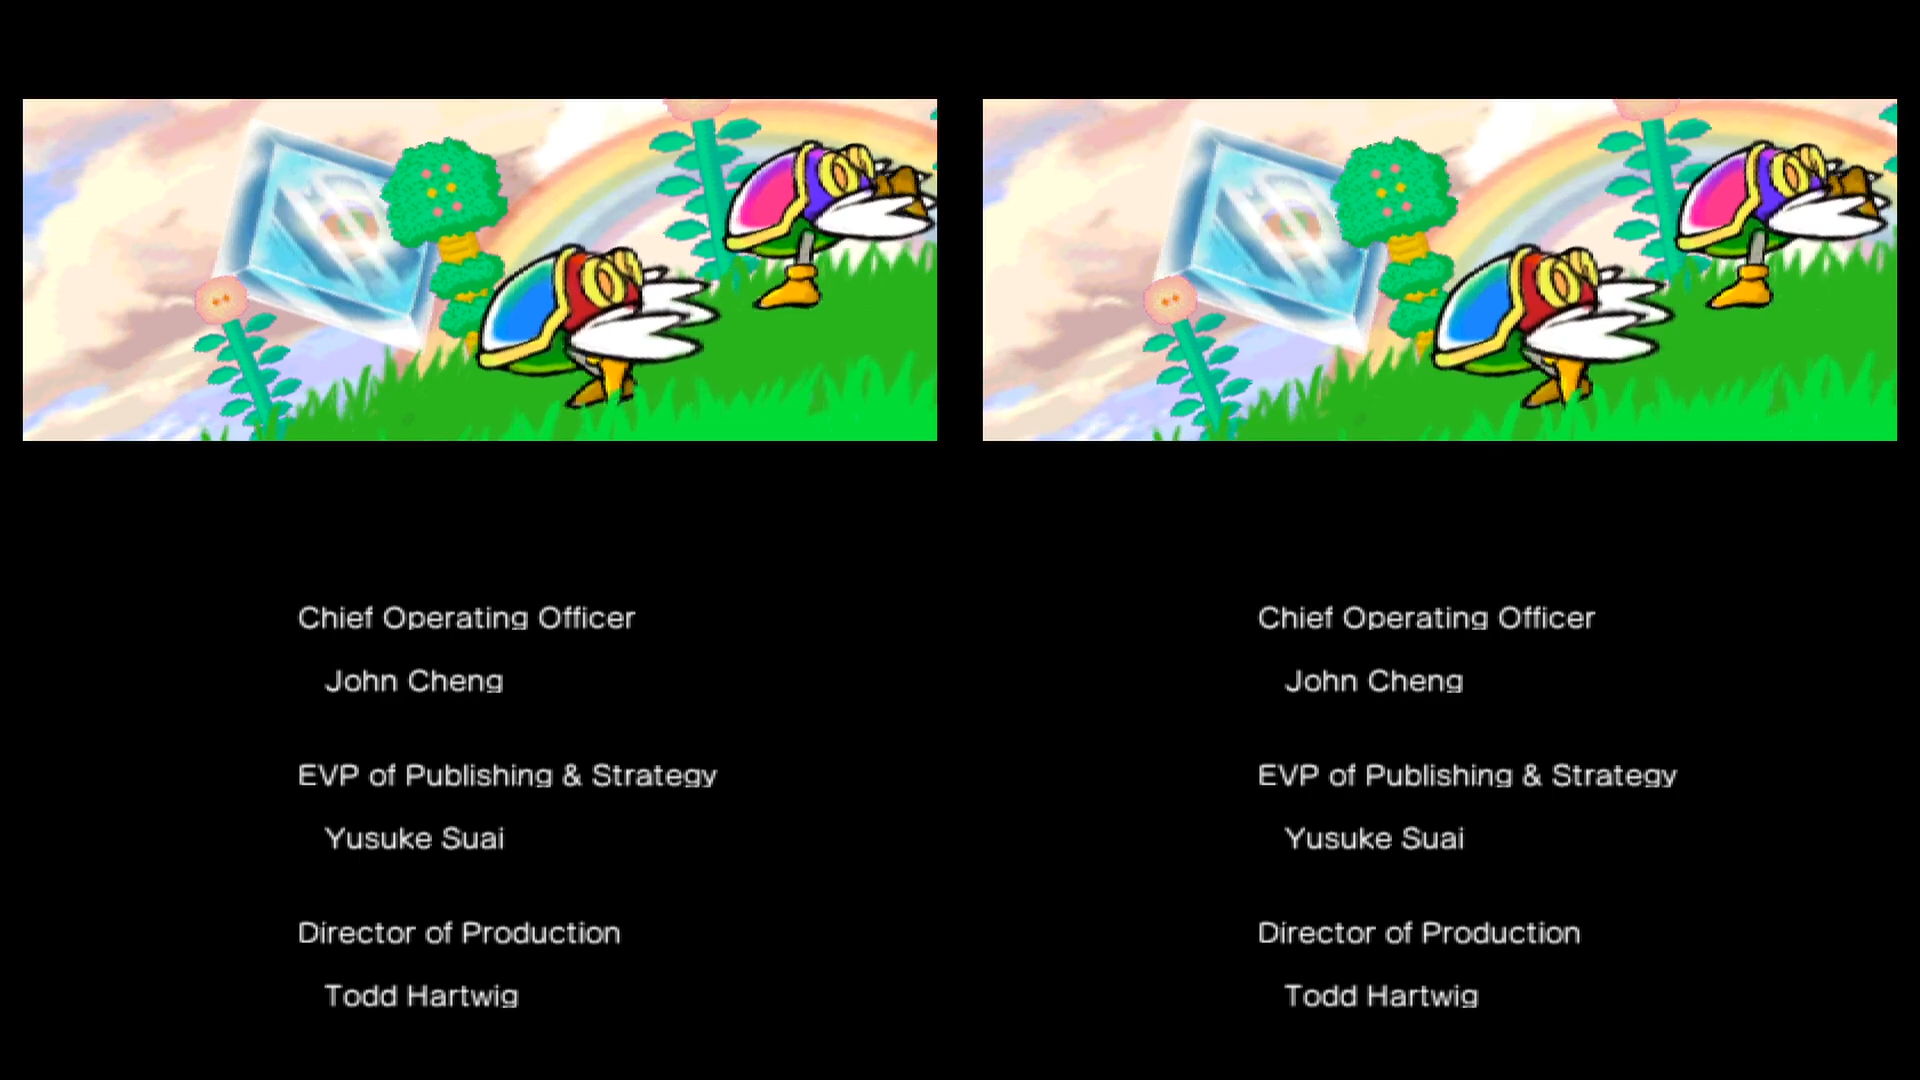 Chief Operating Officer
John Cheng
EVP of Publishing & Strategy
Yusuke Suai
Director of Production
Todd Hartwig
Chief Operating Officer
John Cheng
EVP of Publishing & Strategy
Yusuke Suai
Director of Production
Todd Hartwig